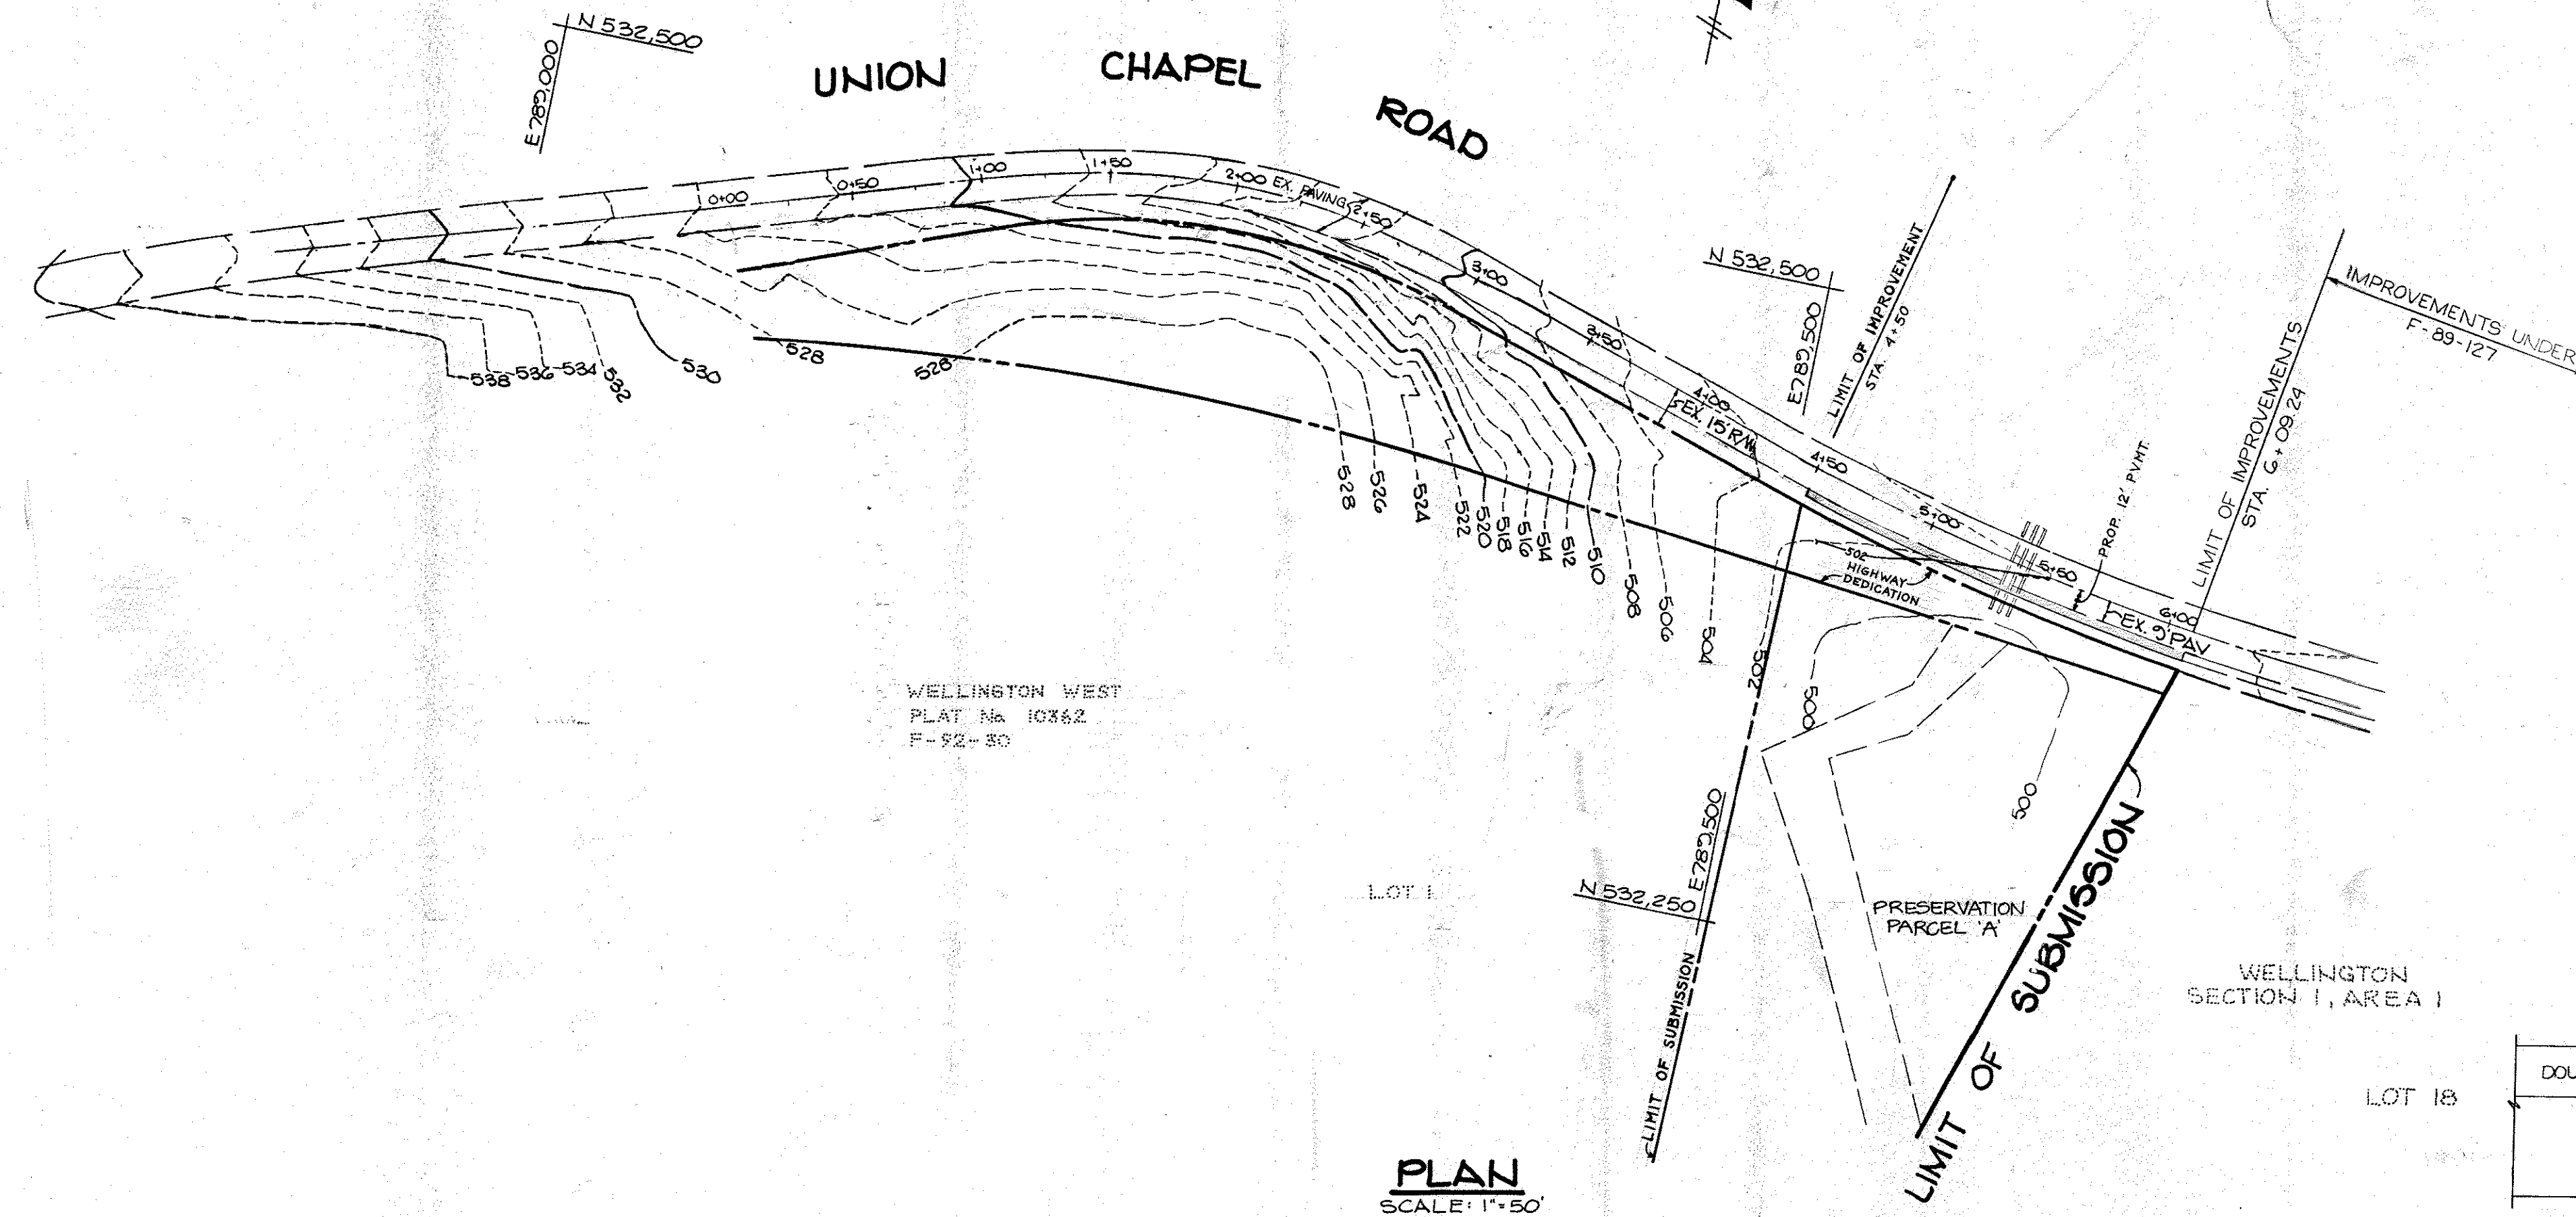 N 532,500
E 789,000
UNION CHAPEL ROAD
0+00
0+50
1+00
1+50
2+00
EX. PAVING
2+50
3+00
3+50
4+00
4+50
5+00
5+50
6+00
N 532,500
E 789,500
LIMIT OF IMPROVEMENT
STA. 4+50
LIMIT OF IMPROVEMENTS
STA. 6+09.24
IMPROVEMENTS UNDER
F-89-127
EX. 15' R/W
PROP. 12' PVMT.
EX. 9' PAV
502
HIGHWAY
DEDICATION
538
536
534
532
530
528
528
526
524
522
520
518
516
514
512
510
508
506
504
502
500
500
WELLINGTON WEST
PLAT No 10362
F-92-30
LOT 1
N 532,250
E 789,500
LIMIT OF SUBMISSION
PRESERVATION
PARCEL 'A'
LIMIT OF SUBMISSION
WELLINGTON
SECTION 1, AREA 1
LOT 18
DOU
PLAN
SCALE: 1"=50'